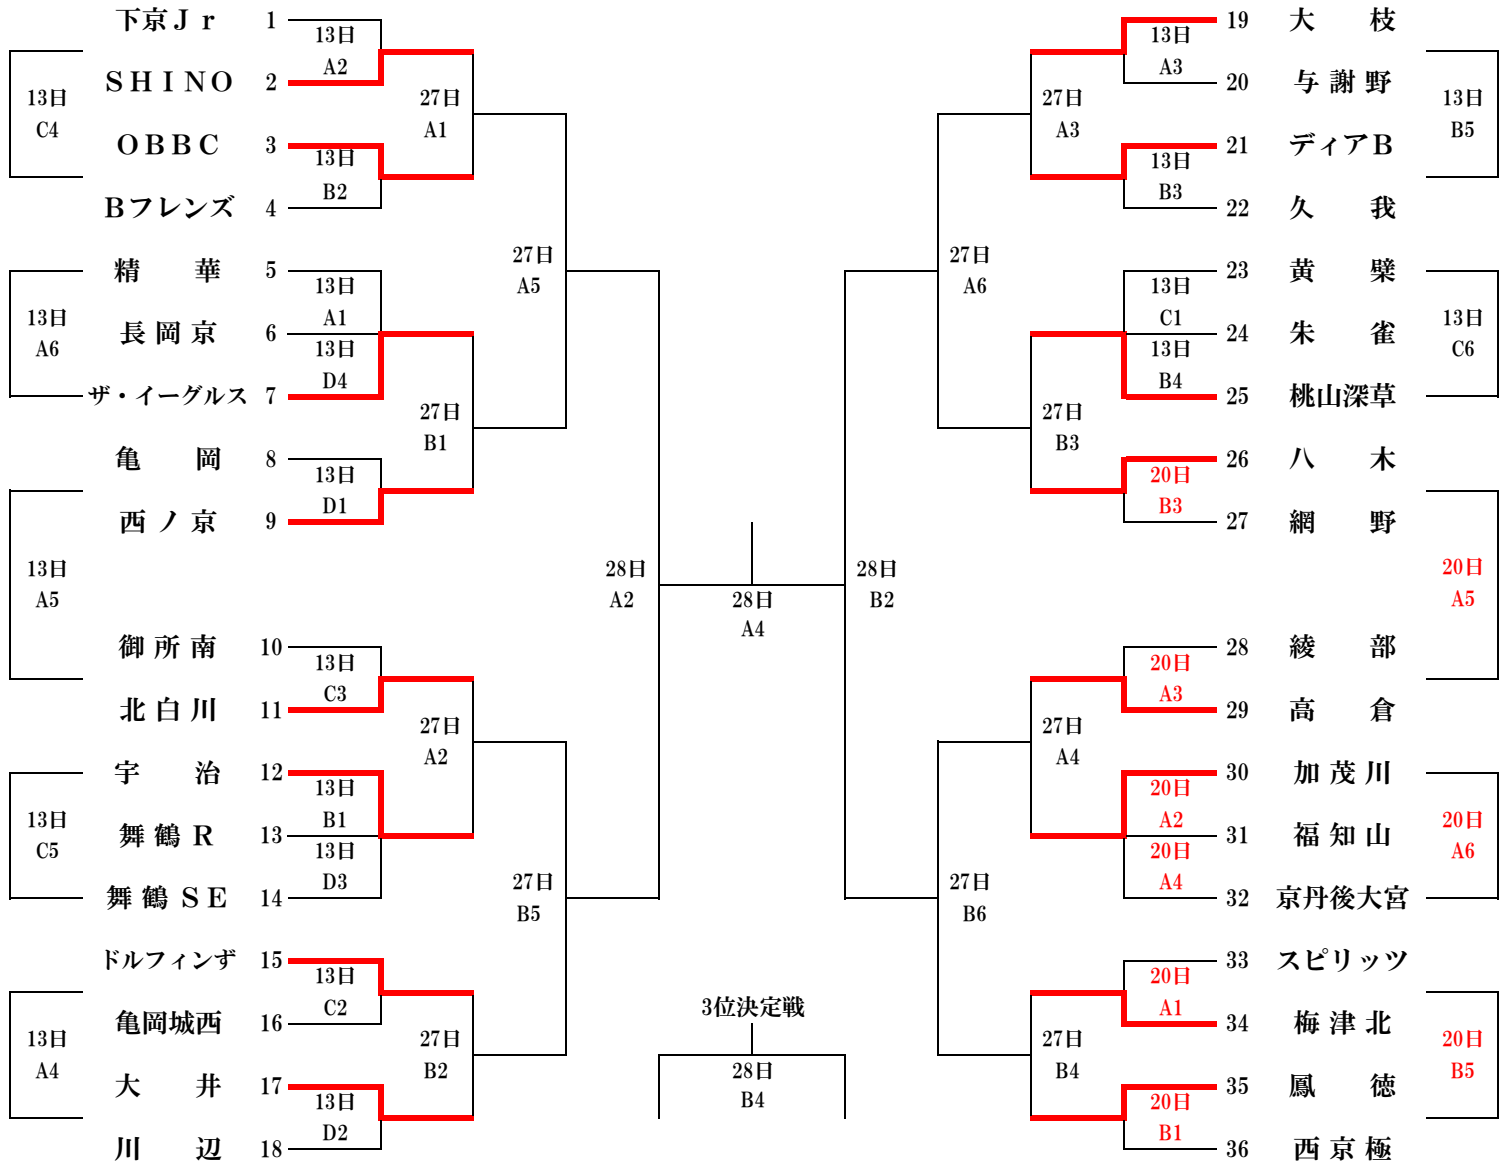 下京Ｊｒ 1
13日
A2
ＳＨＩＮＯ 2
13日
C4
27日
A1
ＯＢＢＣ 3
13日
B2
Ｂフレンズ 4
27日
A5
精 華 5
13日
A1
13日
A6
長岡京 6
13日
D4
ザ・イーグルス 7
27日
B1
亀 岡 8
13日
D1
西ノ京 9
13日
A5
28日
A2
御所南 10
13日
C3
北白川 11
27日
A2
宇 治 12
13日
B1
13日
C5
舞鶴Ｒ 13
13日
D3
舞鶴ＳＥ 14
27日
B5
ドルフィンず 15
13日
C2
亀岡城西 16
13日
A4
27日
B2
大 井 17
13日
D2
川 辺 18
28日
A4
3位決定戦
28日
B4
19 大 枝
13日
A3
20 与謝野
27日
A3
13日
B5
21 ディアＢ
13日
B3
22 久 我
27日
A6
23 黄 檗
13日
C1
13日
C6
24 朱 雀
13日
B4
25 桃山深草
27日
B3
26 八 木
20日
B3
27 網 野
28日
B2
20日
A5
28 綾 部
20日
A3
29 高 倉
27日
A4
30 加茂川
20日
A2
20日
A6
31 福知山
20日
A4
32 京丹後大宮
27日
B6
33 スピリッツ
20日
A1
34 梅津北
27日
B4
20日
B5
35 鳳 徳
20日
B1
36 西京極